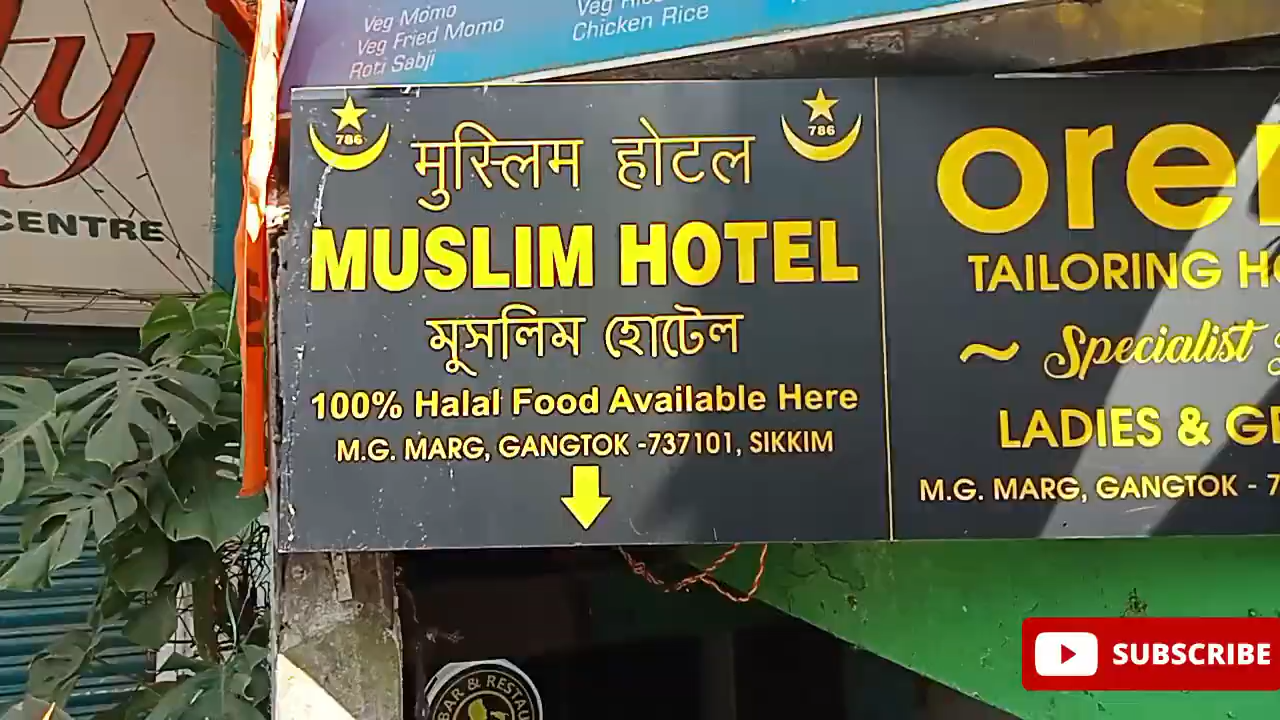 Veg Momo
Veg Fried Momo
Roti Sabji
Chicken Rice
CENTRE
786
786
मुस्लिम होटल
MUSLIM HOTEL
মুসলিম হোটেল
100% Halal Food Available Here
M.G. MARG, GANGTOK -737101, SIKKIM
TAILORING
~ Specialist
LADIES &
M.G. MARG, GANGTOK - 7
BAR &
SUBSCRIBE